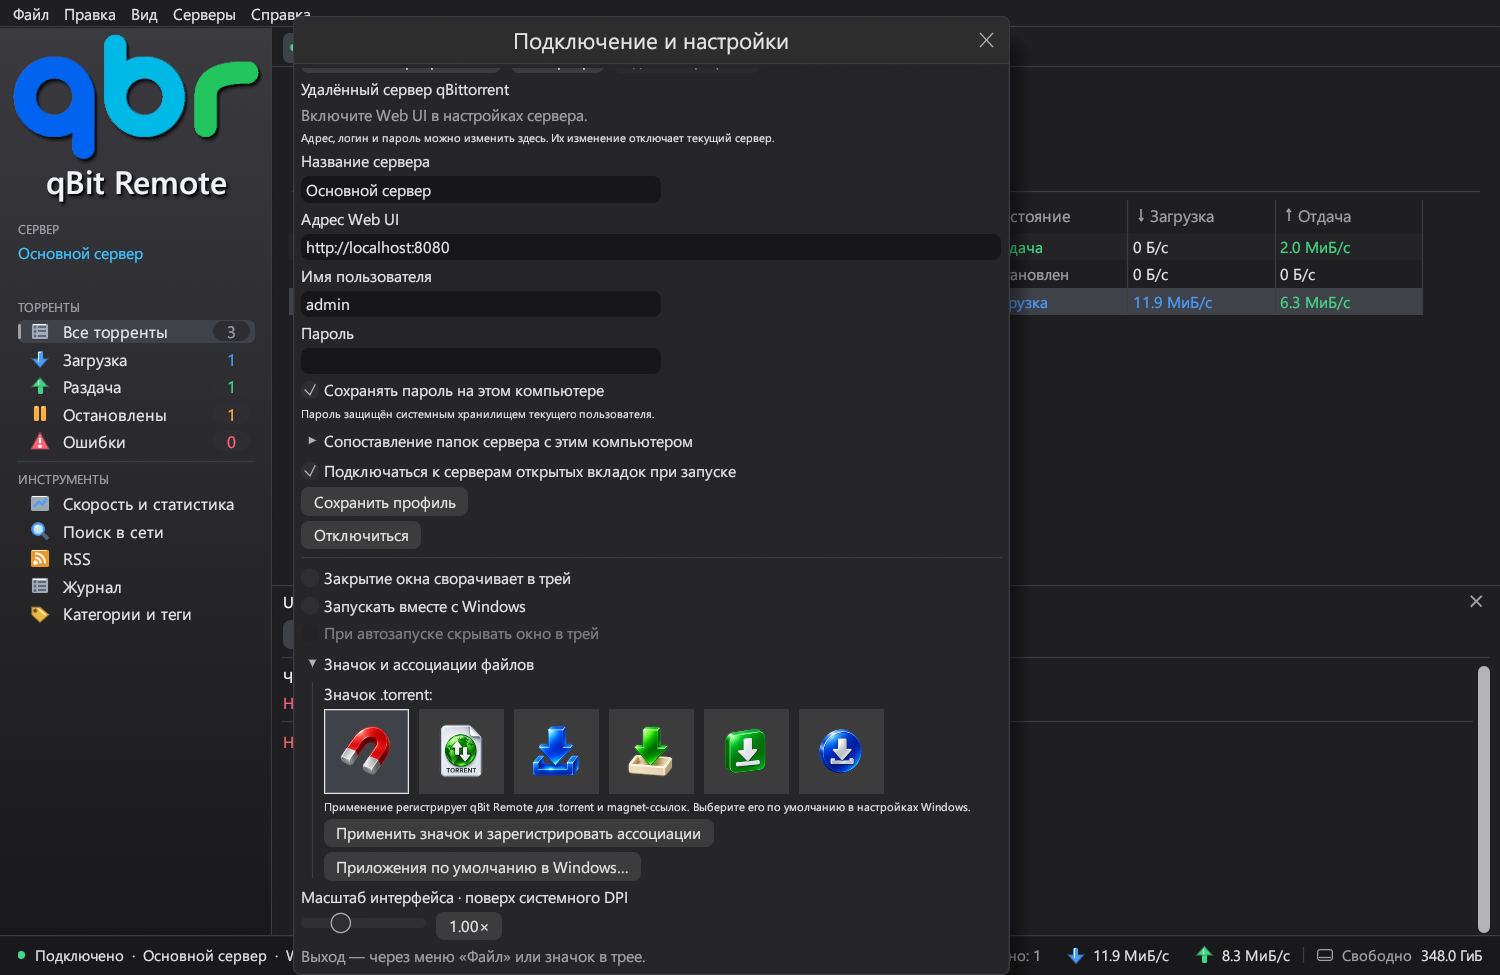 Файл Правка Вид Серверы Справка
qbr
qBit Remote
СЕРВЕР
Основной сервер
ТОРРЕНТЫ
Все торренты 3
Загрузка 1
Раздача 1
Остановлены 1
Ошибки 0
ИНСТРУМЕНТЫ
Скорость и статистика
Поиск в сети
RSS
Журнал
Категории и теги
Подключение и настройки
Удалённый сервер qBittorrent
Включите Web UI в настройках сервера.
Адрес, логин и пароль можно изменить здесь. Их изменение отключает текущий сервер.
Название сервера
Основной сервер
Адрес Web UI
http://localhost:8080
Имя пользователя
admin
Пароль
Сохранять пароль на этом компьютере
Пароль защищён системным хранилищем текущего пользователя.
Сопоставление папок сервера с этим компьютером
Подключаться к серверам открытых вкладок при запуске
Сохранить профиль
Отключиться
Закрытие окна сворачивает в трей
Запускать вместе с Windows
При автозапуске скрывать окно в трей
Значок и ассоциации файлов
Значок .torrent:
TORRENT
Применение регистрирует qBit Remote для .torrent и magnet-ссылок. Выберите его по умолчанию в настройках Windows.
Применить значок и зарегистрировать ассоциации
Приложения по умолчанию в Windows...
Масштаб интерфейса · поверх системного DPI
1.00×
Выход — через меню «Файл» или значок в трее.
стояние ↓ Загрузка ↑ Отдача
дача 0 Б/с 2.0 МиБ/с
ановлен 0 Б/с 0 Б/с
рузка 11.9 МиБ/с 6.3 МиБ/с
Подключено · Основной сервер ·
но: 1 11.9 МиБ/с 8.3 МиБ/с Свободно 348.0 ГиБ